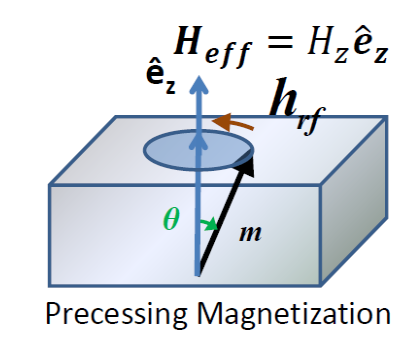 H_eff = H_z ê_z
ê_z
h_rf
θ
m
Precessing Magnetization